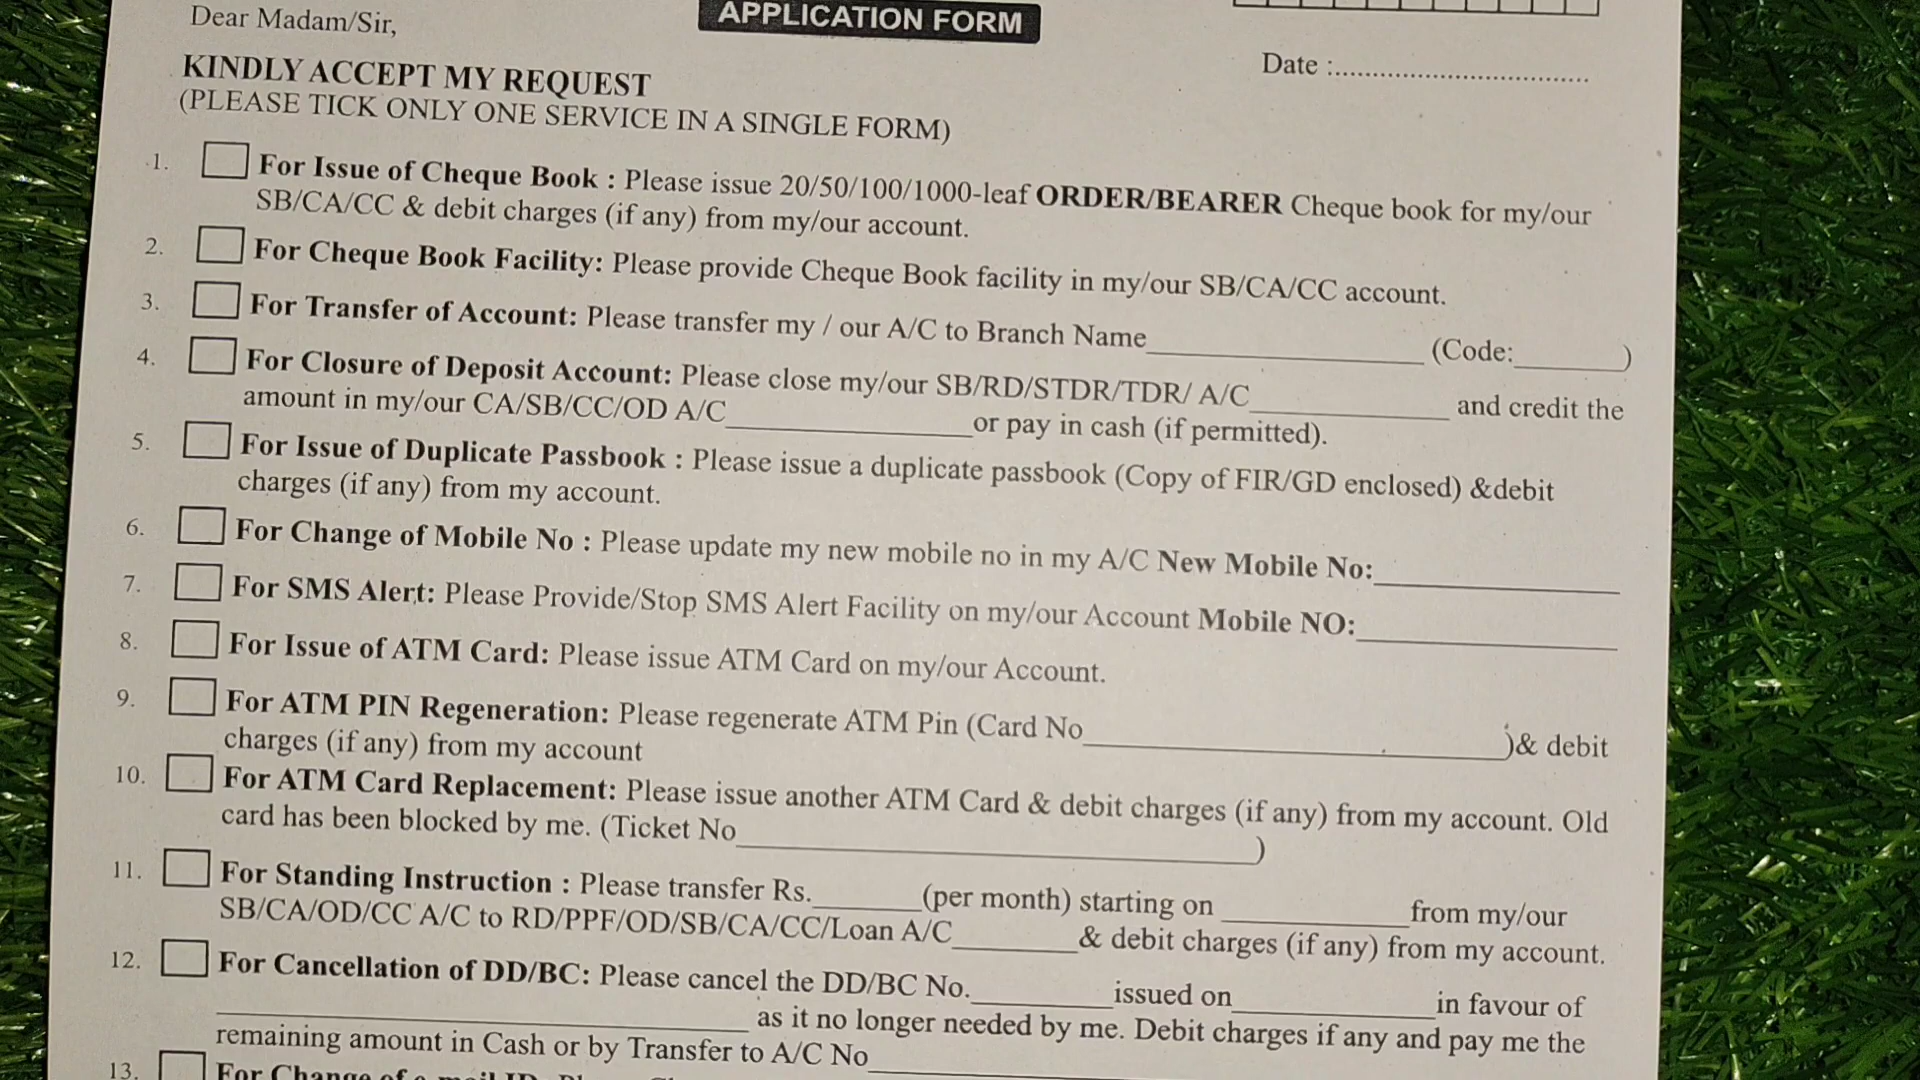 Dear Madam/Sir,
APPLICATION FORM
Date :..........................................
KINDLY ACCEPT MY REQUEST
(PLEASE TICK ONLY ONE SERVICE IN A SINGLE FORM)
1. For Issue of Cheque Book : Please issue 20/50/100/1000-leaf ORDER/BEARER Cheque book for my/our
SB/CA/CC & debit charges (if any) from my/our account.
2. For Cheque Book Facility: Please provide Cheque Book facility in my/our SB/CA/CC account.
3. For Transfer of Account: Please transfer my / our A/C to Branch Name____________________ (Code:________)
4. For Closure of Deposit Account: Please close my/our SB/RD/STDR/TDR/ A/C______________ and credit the
amount in my/our CA/SB/CC/OD A/C__________________or pay in cash (if permitted).
5. For Issue of Duplicate Passbook : Please issue a duplicate passbook (Copy of FIR/GD enclosed) &debit
charges (if any) from my account.
6. For Change of Mobile No : Please update my new mobile no in my A/C New Mobile No:__________________
7. For SMS Alert: Please Provide/Stop SMS Alert Facility on my/our Account Mobile NO:___________________
8. For Issue of ATM Card: Please issue ATM Card on my/our Account.
9. For ATM PIN Regeneration: Please regenerate ATM Pin (Card No______________________________)& debit
charges (if any) from my account
10. For ATM Card Replacement: Please issue another ATM Card & debit charges (if any) from my account. Old
card has been blocked by me. (Ticket No______________________________________)
11. For Standing Instruction : Please transfer Rs.________(per month) starting on ______________from my/our
SB/CA/OD/CC A/C to RD/PPF/OD/SB/CA/CC/Loan A/C_________& debit charges (if any) from my account.
12. For Cancellation of DD/BC: Please cancel the DD/BC No.__________issued on_______________in favour of
_______________________________________ as it no longer needed by me. Debit charges if any and pay me the
remaining amount in Cash or by Transfer to A/C No________________
13. For Change of e-mail ID: